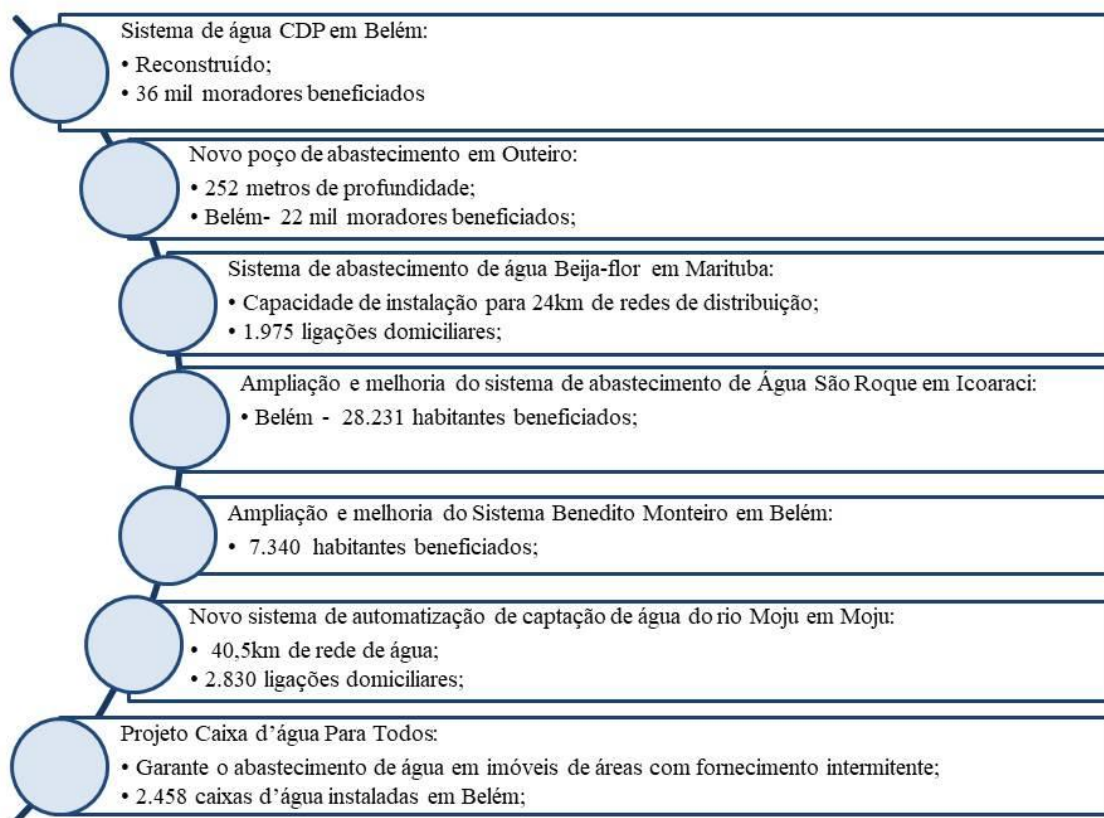 Sistema de água CDP em Belém:
• Reconstruído;
• 36 mil moradores beneficiados
Novo poço de abastecimento em Outeiro:
• 252 metros de profundidade;
• Belém- 22 mil moradores beneficiados;
Sistema de abastecimento de água Beija-flor em Marituba:
• Capacidade de instalação para 24km de redes de distribuição;
• 1.975 ligações domiciliares;
Ampliação e melhoria do sistema de abastecimento de Água São Roque em Icoaraci:
• Belém - 28.231 habitantes beneficiados;
Ampliação e melhoria do Sistema Benedito Monteiro em Belém:
• 7.340 habitantes beneficiados;
Novo sistema de automatização de captação de água do rio Moju em Moju:
• 40,5km de rede de água;
• 2.830 ligações domiciliares;
Projeto Caixa d’água Para Todos:
• Garante o abastecimento de água em imóveis de áreas com fornecimento intermitente;
• 2.458 caixas d’água instaladas em Belém;